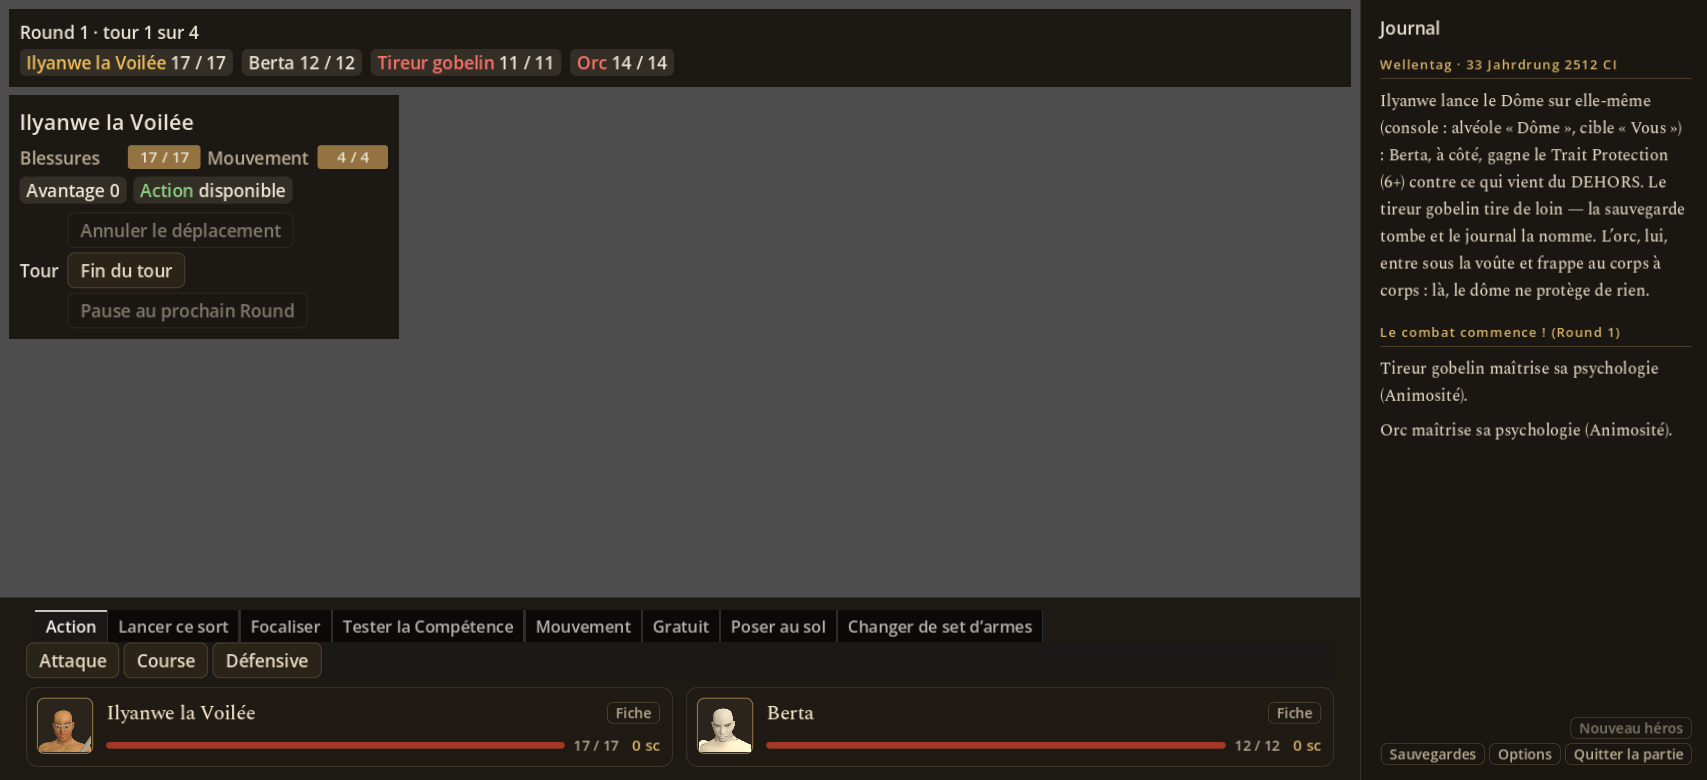 Round 1 · tour 1 sur 4
Ilyanwe la Voilée 17 / 17 Berta 12 / 12 Tireur gobelin 11 / 11 Orc 14 / 14
Ilyanwe la Voilée
Blessures 17 / 17 Mouvement 4 / 4
Avantage 0 Action disponible
Annuler le déplacement
Tour Fin du tour
Pause au prochain Round
Action Lancer ce sort Focaliser Tester la Compétence Mouvement Gratuit Poser au sol Changer de set d’armes
Attaque Course Défensive
Ilyanwe la Voilée Fiche
17 / 17 0 sc
Berta Fiche
12 / 12 0 sc
Journal
Wellentag · 33 Jahrdrung 2512 CI
Ilyanwe lance le Dôme sur elle-même
(console : alvéole « Dôme », cible « Vous »)
: Berta, à côté, gagne le Trait Protection
(6+) contre ce qui vient du DEHORS. Le
tireur gobelin tire de loin — la sauvegarde
tombe et le journal la nomme. L’orc, lui,
entre sous la voûte et frappe au corps à
corps : là, le dôme ne protège de rien.
Le combat commence ! (Round 1)
Tireur gobelin maîtrise sa psychologie
(Animosité).
Orc maîtrise sa psychologie (Animosité).
Nouveau héros
Sauvegardes Options Quitter la partie